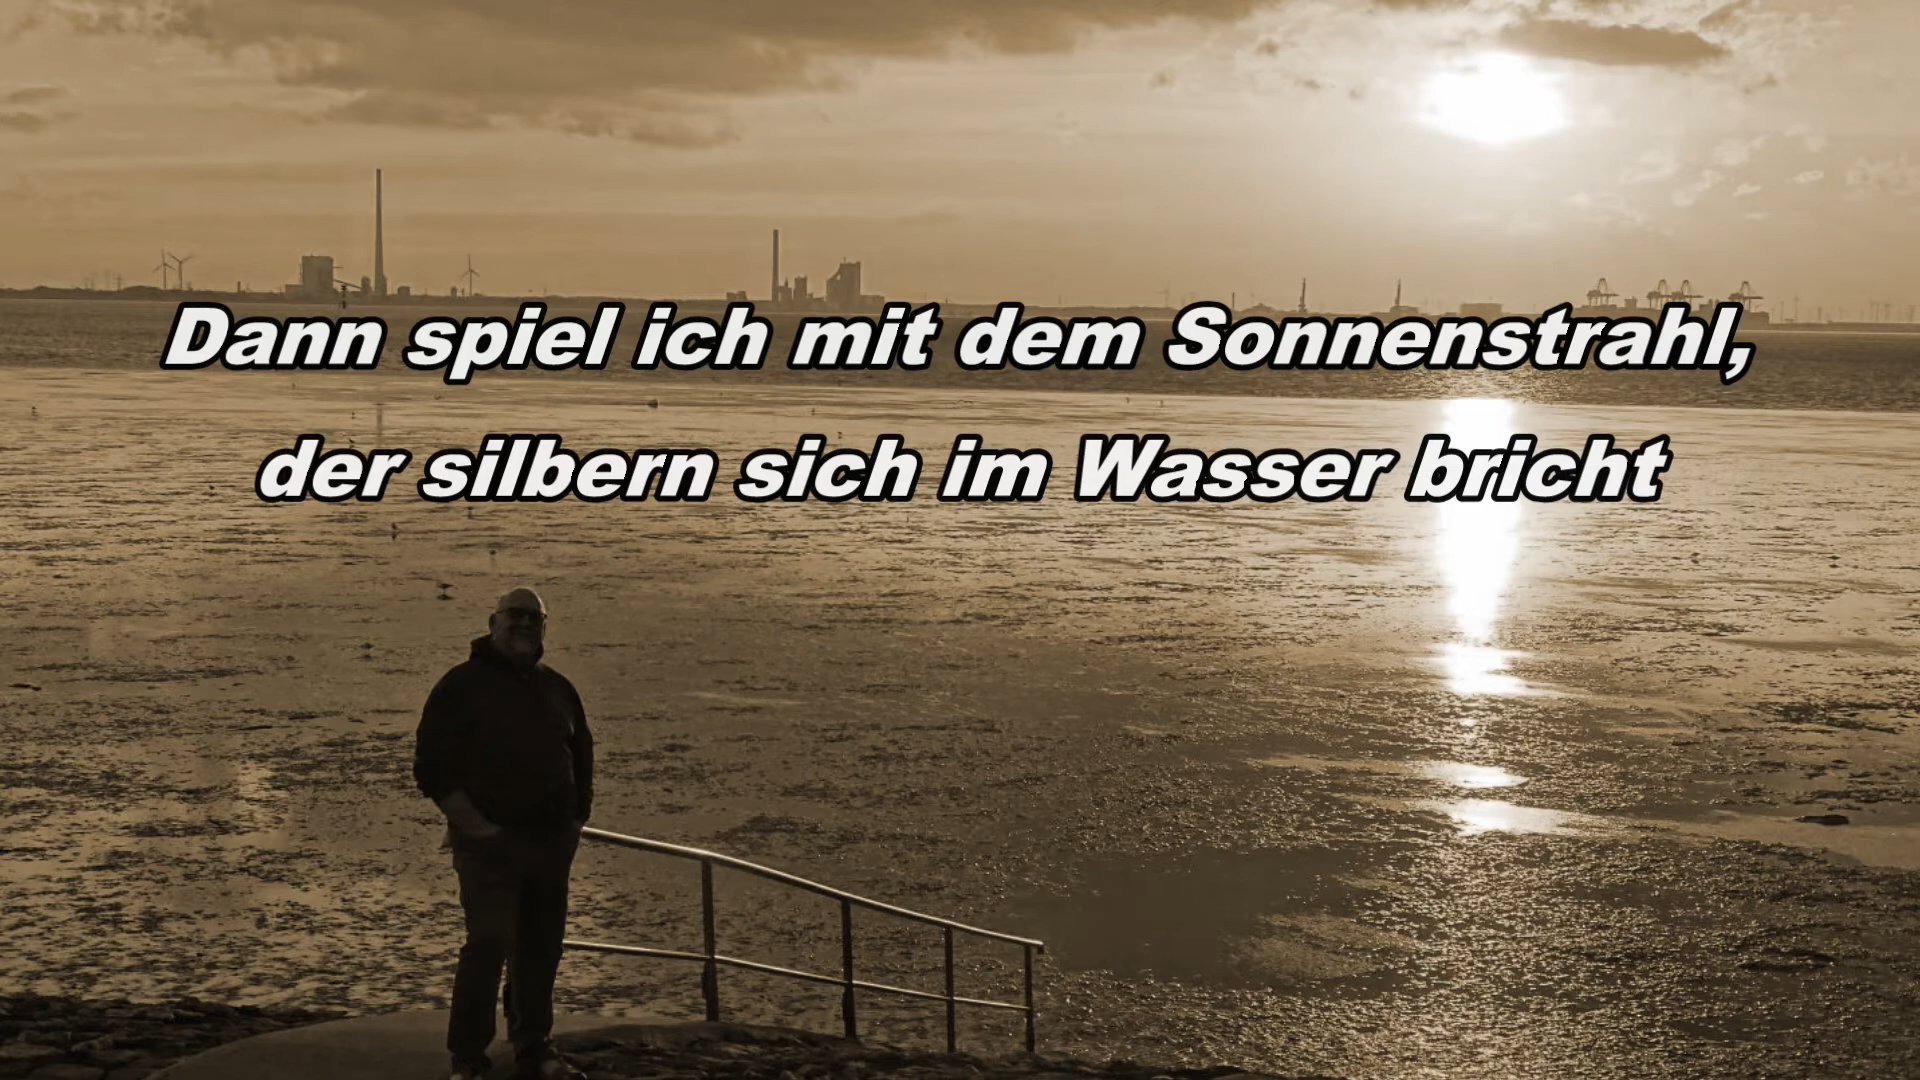 Dann spiel ich mit dem Sonnenstrahl,
der silbern sich im Wasser bricht